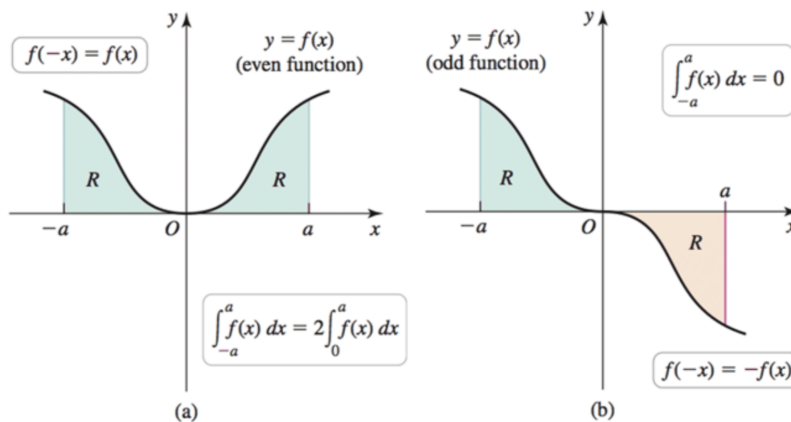 y
f(−x) = f(x)
y = f(x)
(even function)
R
R
−a
O
a
x
∫_{−a}^{a} f(x) dx = 2∫_{0}^{a} f(x) dx
(a)
y
y = f(x)
(odd function)
∫_{−a}^{a} f(x) dx = 0
R
a
−a
O
R
x
f(−x) = −f(x)
(b)